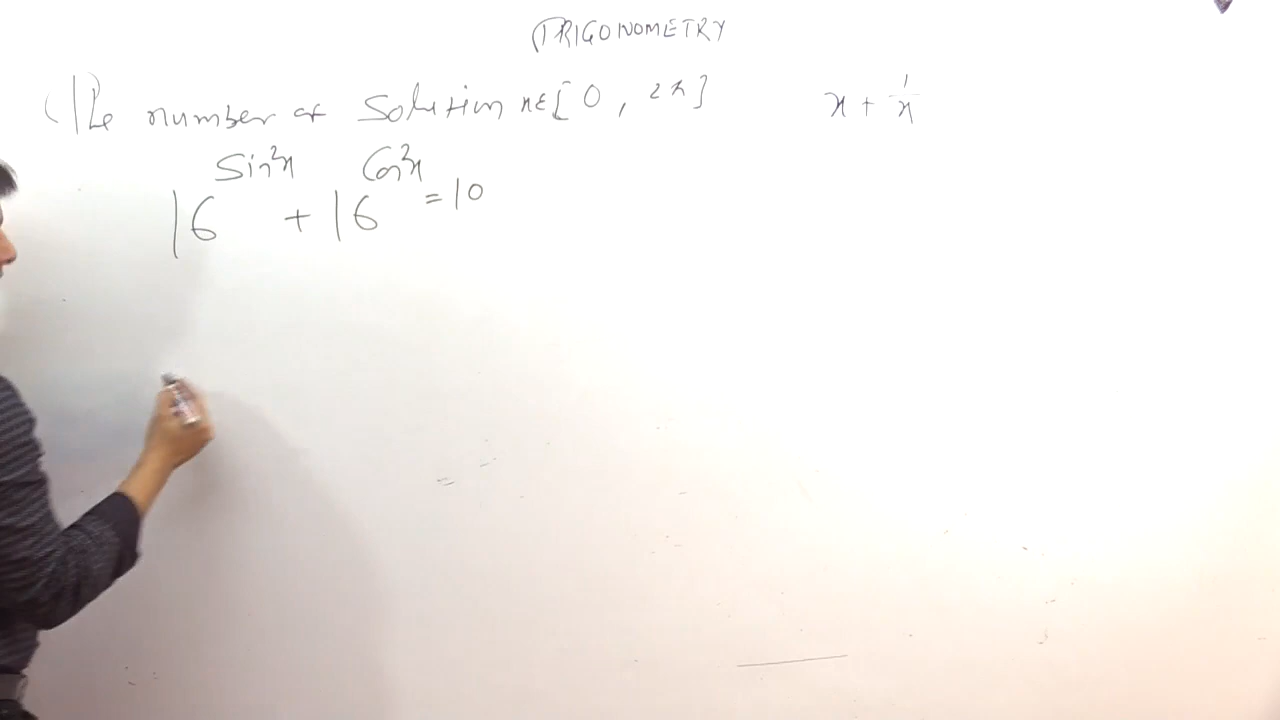 TRIGONOMETRY
The number of Solution x∈[0, 2π]
x + 1/x
16^sin²x + 16^cos²x = 10